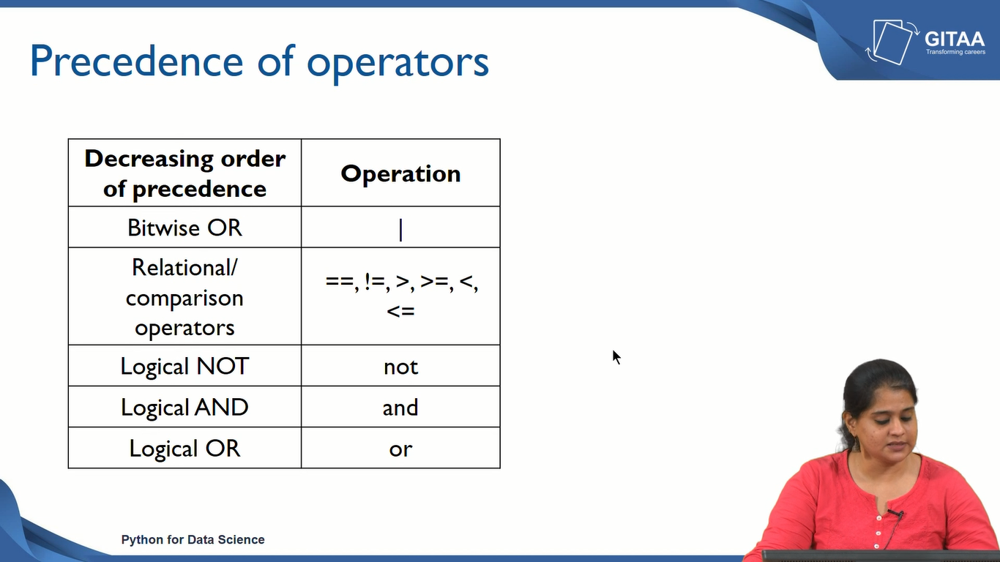 GITAA
Transforming careers
Precedence of operators
Decreasing order
of precedence
Operation
Bitwise OR
|
Relational/
comparison
operators
==, !=, >, >=, <,
<=
Logical NOT
not
Logical AND
and
Logical OR
or
Python for Data Science